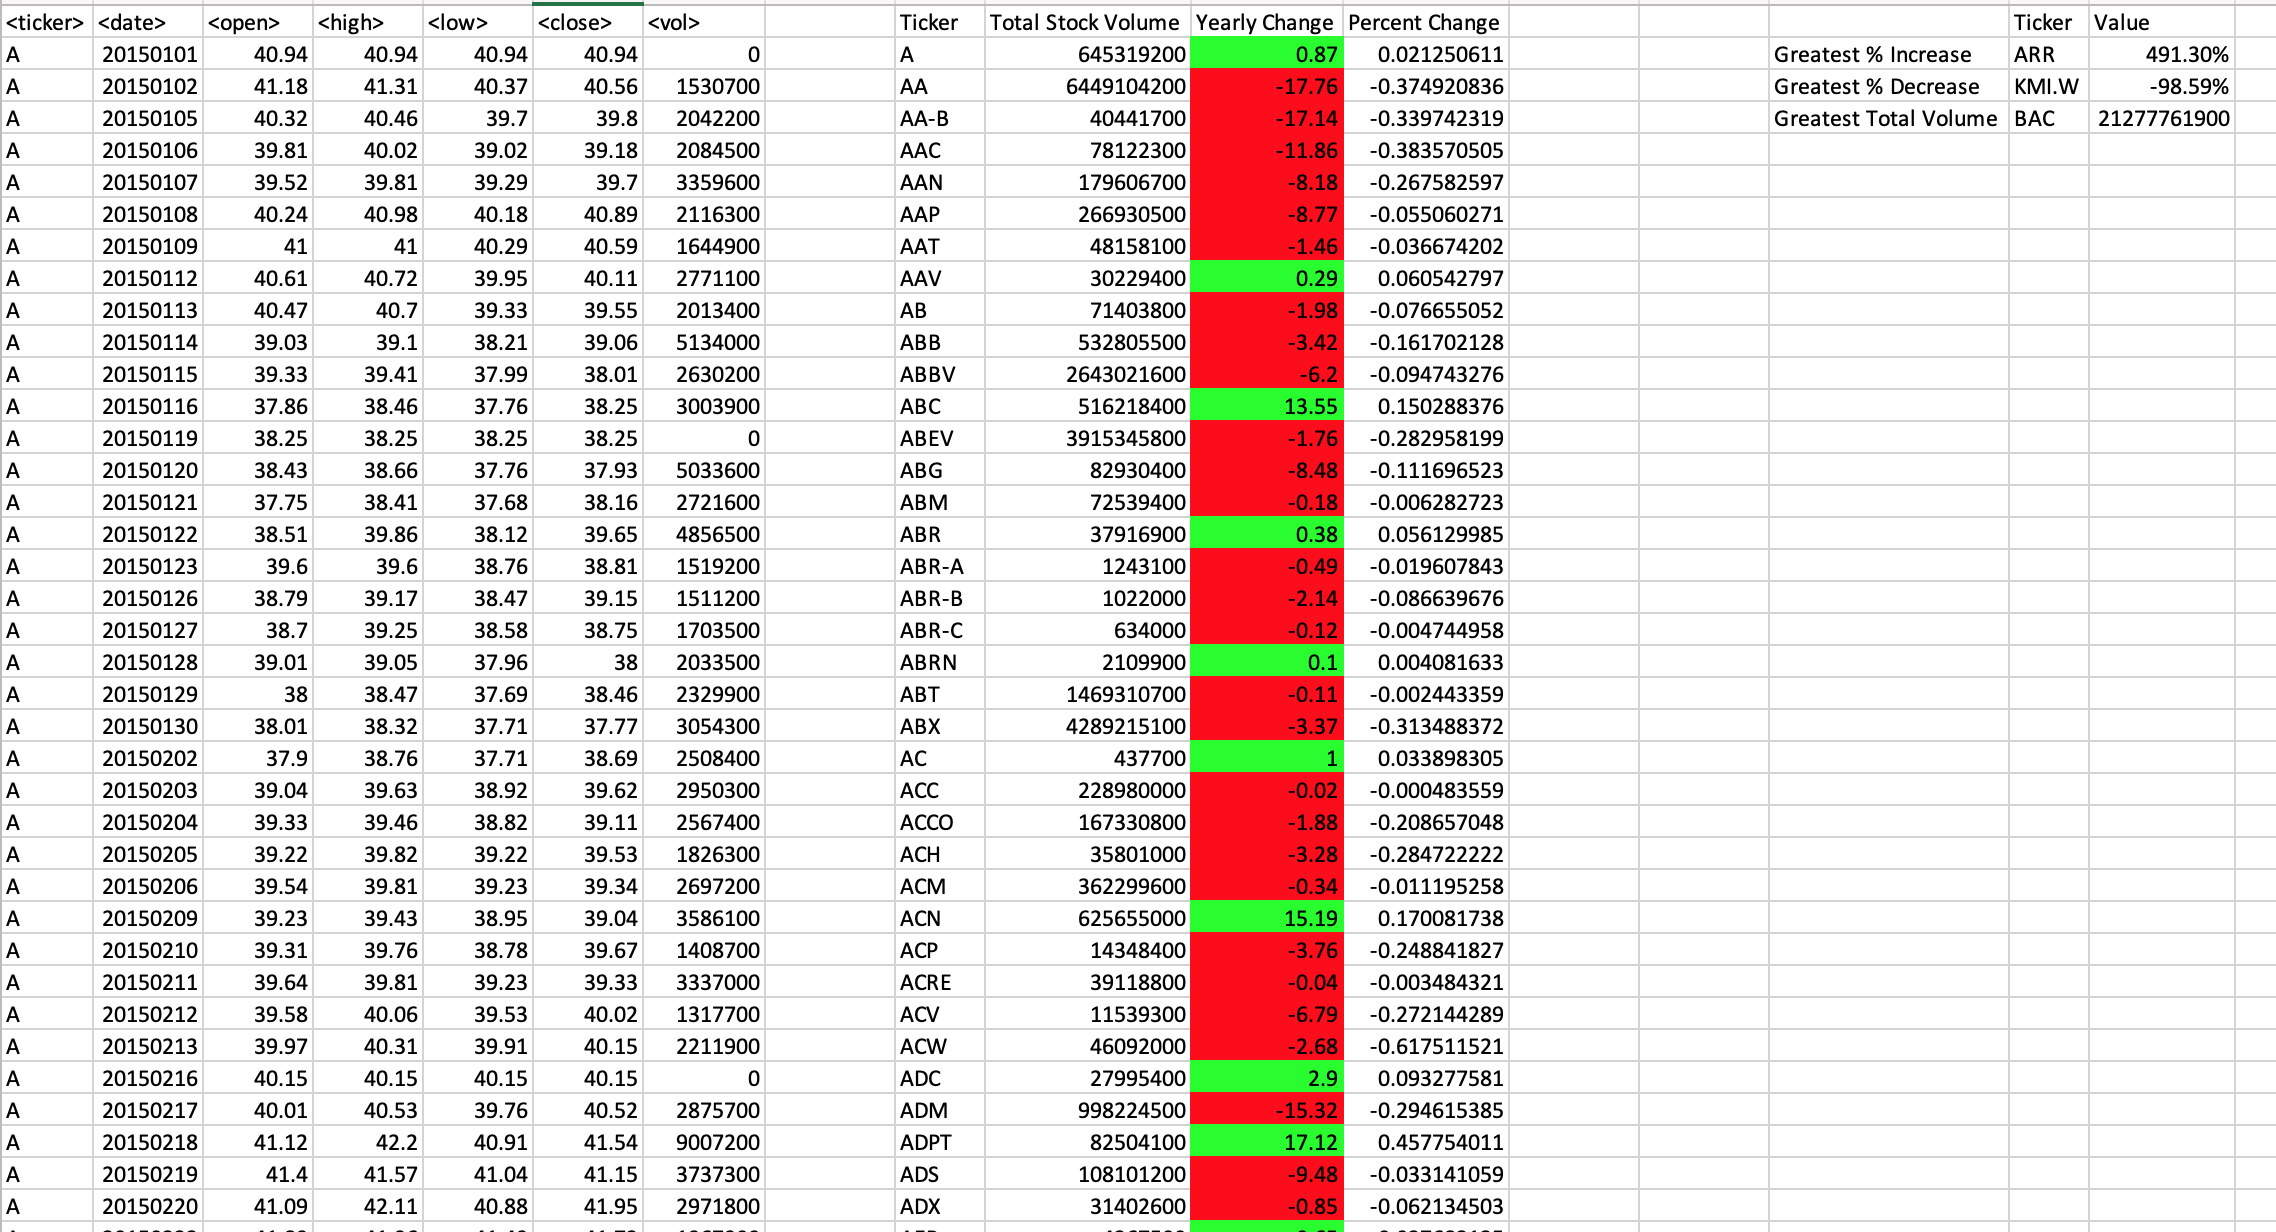 <ticker> <date> <open> <high> <low> <close> <vol> Ticker Total Stock Volume Yearly Change Percent Change Ticker Value
A 20150101 40.94 40.94 40.94 40.94 0 A 645319200 0.87 0.021250611 Greatest % Increase ARR 491.30%
A 20150102 41.18 41.31 40.37 40.56 1530700 AA 6449104200 -17.76 -0.374920836 Greatest % Decrease KMI.W -98.59%
A 20150105 40.32 40.46 39.7 39.8 2042200 AA-B 40441700 -17.14 -0.339742319 Greatest Total Volume BAC 21277761900
A 20150106 39.81 40.02 39.02 39.18 2084500 AAC 78122300 -11.86 -0.383570505
A 20150107 39.52 39.81 39.29 39.7 3359600 AAN 179606700 -8.18 -0.267582597
A 20150108 40.24 40.98 40.18 40.89 2116300 AAP 266930500 -8.77 -0.055060271
A 20150109 41 41 40.29 40.59 1644900 AAT 48158100 -1.46 -0.036674202
A 20150112 40.61 40.72 39.95 40.11 2771100 AAV 30229400 0.29 0.060542797
A 20150113 40.47 40.7 39.33 39.55 2013400 AB 71403800 -1.98 -0.076655052
A 20150114 39.03 39.1 38.21 39.06 5134000 ABB 532805500 -3.42 -0.161702128
A 20150115 39.33 39.41 37.99 38.01 2630200 ABBV 2643021600 -6.2 -0.094743276
A 20150116 37.86 38.46 37.76 38.25 3003900 ABC 516218400 13.55 0.150288376
A 20150119 38.25 38.25 38.25 38.25 0 ABEV 3915345800 -1.76 -0.282958199
A 20150120 38.43 38.66 37.76 37.93 5033600 ABG 82930400 -8.48 -0.111696523
A 20150121 37.75 38.41 37.68 38.16 2721600 ABM 72539400 -0.18 -0.006282723
A 20150122 38.51 39.86 38.12 39.65 4856500 ABR 37916900 0.38 0.056129985
A 20150123 39.6 39.6 38.76 38.81 1519200 ABR-A 1243100 -0.49 -0.019607843
A 20150126 38.79 39.17 38.47 39.15 1511200 ABR-B 1022000 -2.14 -0.086639676
A 20150127 38.7 39.25 38.58 38.75 1703500 ABR-C 634000 -0.12 -0.004744958
A 20150128 39.01 39.05 37.96 38 2033500 ABRN 2109900 0.1 0.004081633
A 20150129 38 38.47 37.69 38.46 2329900 ABT 1469310700 -0.11 -0.002443359
A 20150130 38.01 38.32 37.71 37.77 3054300 ABX 4289215100 -3.37 -0.313488372
A 20150202 37.9 38.76 37.71 38.69 2508400 AC 437700 1 0.033898305
A 20150203 39.04 39.63 38.92 39.62 2950300 ACC 228980000 -0.02 -0.000483559
A 20150204 39.33 39.46 38.82 39.11 2567400 ACCO 167330800 -1.88 -0.208657048
A 20150205 39.22 39.82 39.22 39.53 1826300 ACH 35801000 -3.28 -0.284722222
A 20150206 39.54 39.81 39.23 39.34 2697200 ACM 362299600 -0.34 -0.011195258
A 20150209 39.23 39.43 38.95 39.04 3586100 ACN 625655000 15.19 0.170081738
A 20150210 39.31 39.76 38.78 39.67 1408700 ACP 14348400 -3.76 -0.248841827
A 20150211 39.64 39.81 39.23 39.33 3337000 ACRE 39118800 -0.04 -0.003484321
A 20150212 39.58 40.06 39.53 40.02 1317700 ACV 11539300 -6.79 -0.272144289
A 20150213 39.97 40.31 39.91 40.15 2211900 ACW 46092000 -2.68 -0.617511521
A 20150216 40.15 40.15 40.15 40.15 0 ADC 27995400 2.9 0.093277581
A 20150217 40.01 40.53 39.76 40.52 2875700 ADM 998224500 -15.32 -0.294615385
A 20150218 41.12 42.2 40.91 41.54 9007200 ADPT 82504100 17.12 0.457754011
A 20150219 41.4 41.57 41.04 41.15 3737300 ADS 108101200 -9.48 -0.033141059
A 20150220 41.09 42.11 40.88 41.95 2971800 ADX 31402600 -0.85 -0.062134503